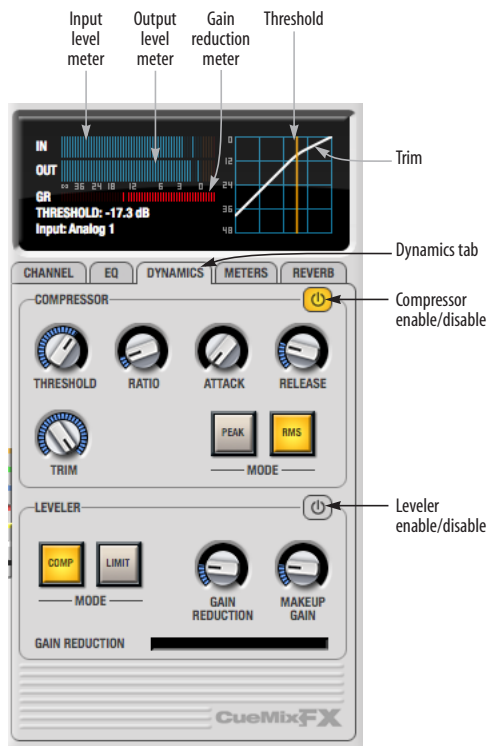 Input level meter
Output level meter
Gain reduction meter
Threshold
IN
OUT
∞ 36 24 18 12 6 3 0
GR
THRESHOLD: -17.3 dB
Input: Analog 1
0
12
24
36
48
Trim
Dynamics tab
CHANNEL EQ DYNAMICS METERS REVERB
COMPRESSOR
Compressor enable/disable
THRESHOLD RATIO ATTACK RELEASE
TRIM
PEAK RMS
MODE
LEVELER
Leveler enable/disable
COMP LIMIT
MODE
GAIN REDUCTION
MAKEUP GAIN
GAIN REDUCTION
CueMixFX